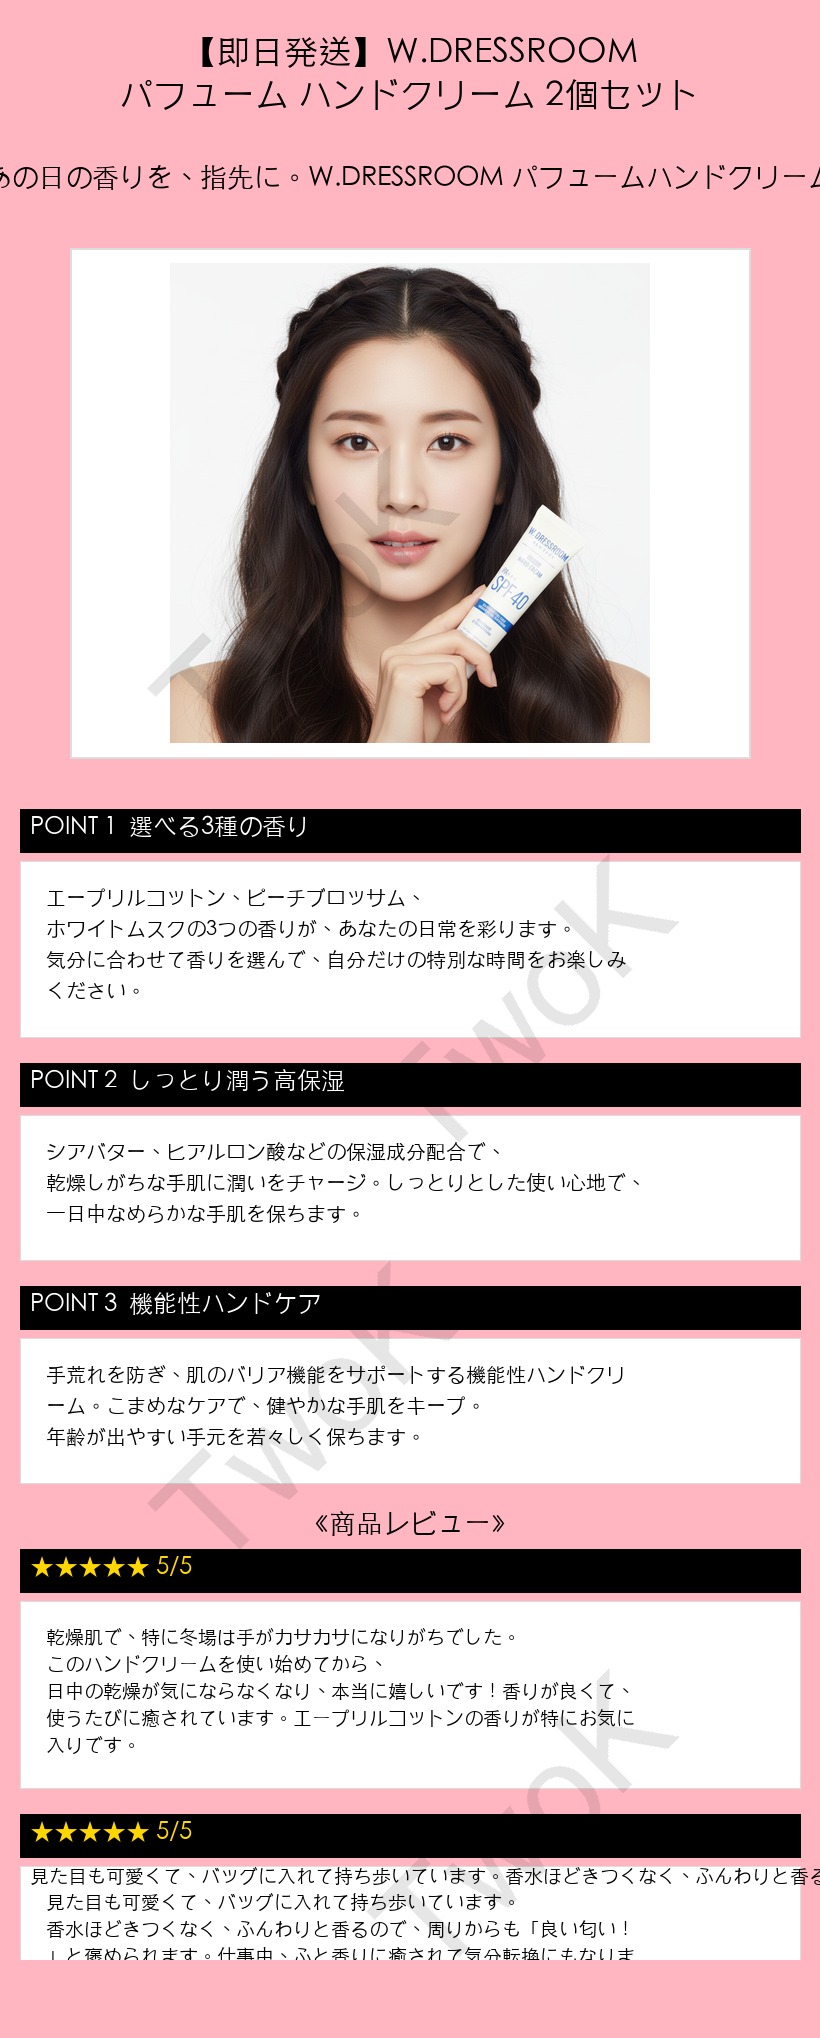 【即日発送】W.DRESSROOM
パフューム ハンドクリーム 2個セット
あの日の香りを、指先に。W.DRESSROOM パフュームハンドクリーム
W.DRESSROOM
HAND CREAM
SPF40
TwoK
POINT 1 選べる3種の香り
エープリルコットン、ピーチブロッサム、
ホワイトムスクの3つの香りが、あなたの日常を彩ります。
気分に合わせて香りを選んで、自分だけの特別な時間をお楽しみ
ください。
TwoK
POINT 2 しっとり潤う高保湿
シアバター、ヒアルロン酸などの保湿成分配合で、
乾燥しがちな手肌に潤いをチャージ。しっとりとした使い心地で、
一日中なめらかな手肌を保ちます。
POINT 3 機能性ハンドケア
手荒れを防ぎ、肌のバリア機能をサポートする機能性ハンドクリ
ーム。こまめなケアで、健やかな手肌をキープ。
年齢が出やすい手元を若々しく保ちます。
TwoK
《商品レビュー》
★★★★★ 5/5
乾燥肌で、特に冬場は手がカサカサになりがちでした。
このハンドクリームを使い始めてから、
日中の乾燥が気にならなくなり、本当に嬉しいです！香りが良くて、
使うたびに癒されています。エープリルコットンの香りが特にお気に
入りです。
TwoK
★★★★★ 5/5
見た目も可愛くて、バッグに入れて持ち歩いています。香水ほどきつくなく、ふんわりと香る
見た目も可愛くて、バッグに入れて持ち歩いています。
香水ほどきつくなく、ふんわりと香るので、周りからも「良い匂い！
」と褒められます。仕事中、ふと香りに癒されて気分転換にもなりま